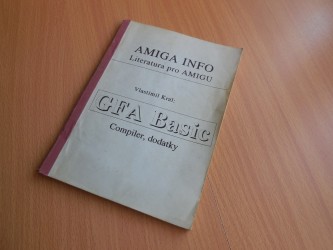 AMIGA INFO
Literatura pro AMIGU
Vlastimil Král
GFA Basic
Compiler, dodatky